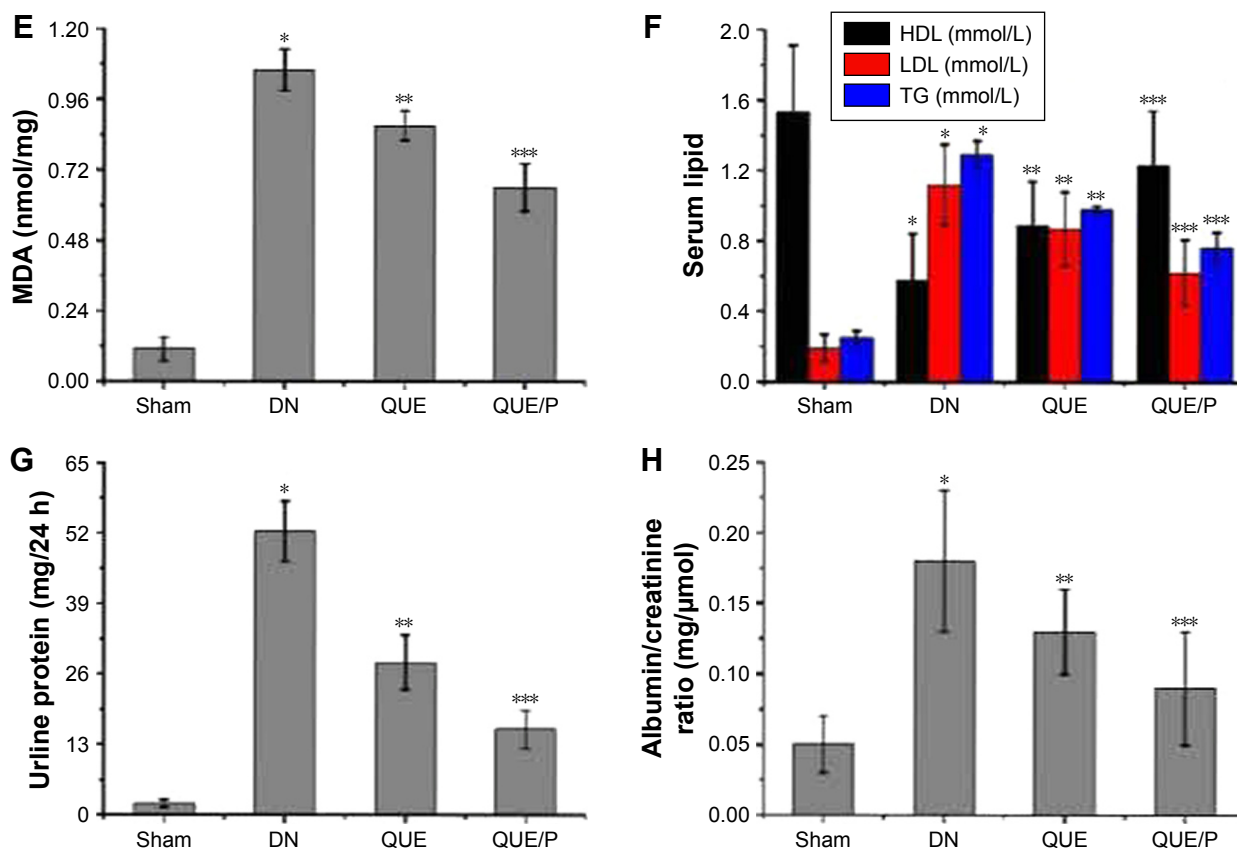 E
MDA (nmol/mg)
1.20
0.96
0.72
0.48
0.24
0.00
*
**
***
Sham DN QUE QUE/P
F
Serum lipid
2.0
1.6
1.2
0.8
0.4
0.0
HDL (mmol/L)
LDL (mmol/L)
TG (mmol/L)
* * *
** ** **
*** *** ***
Sham DN QUE QUE/P
G
Urline protein (mg/24 h)
65
52
39
26
13
0
*
**
***
Sham DN QUE QUE/P
H
Albumin/creatinine
ratio (mg/μmol)
0.25
0.20
0.15
0.10
0.05
0.00
*
**
***
Sham DN QUE QUE/P